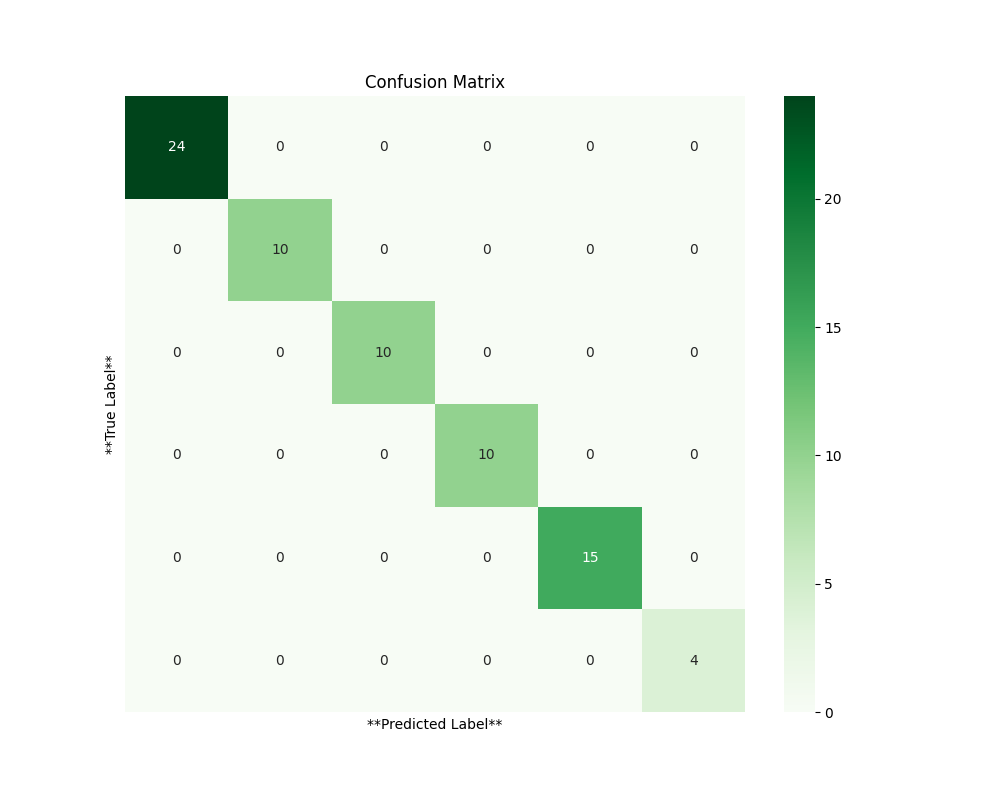 Confusion Matrix
24 0 0 0 0 0
0 10 0 0 0 0
0 0 10 0 0 0
0 0 0 10 0 0
0 0 0 0 15 0
0 0 0 0 0 4
**True Label**
**Predicted Label**
20
15
10
5
0